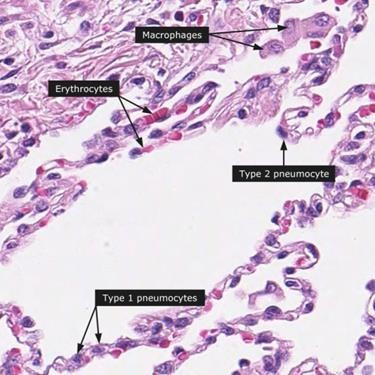 Macrophages
Erythrocytes
Type 2 pneumocyte
Type 1 pneumocytes